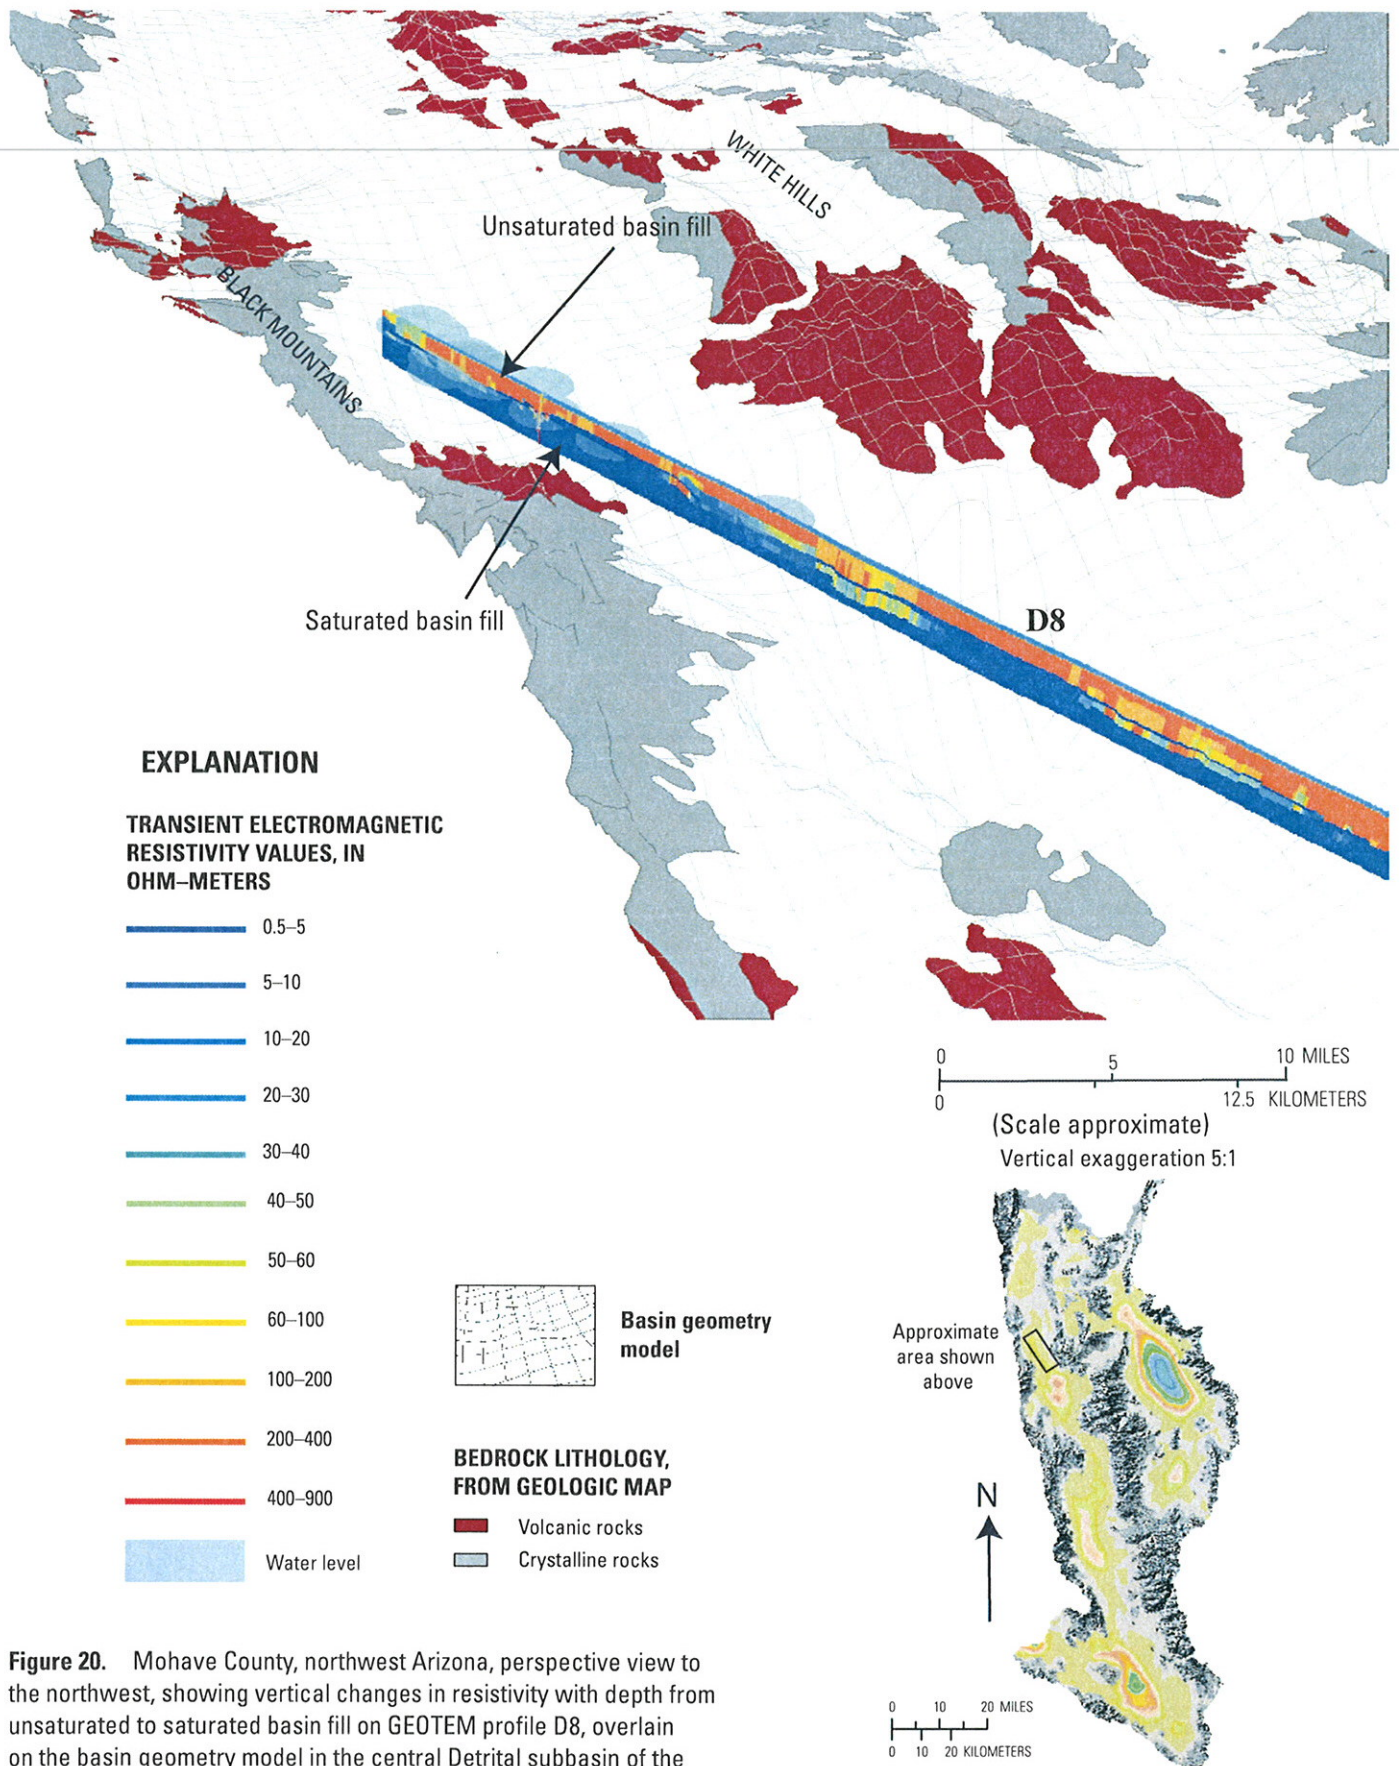 WHITE HILLS
Unsaturated basin fill
BLACK MOUNTAINS
D8
Saturated basin fill
EXPLANATION
TRANSIENT ELECTROMAGNETIC
RESISTIVITY VALUES, IN
OHM–METERS
0.5–5
5–10
10–20
20–30
30–40
40–50
50–60
60–100
100–200
200–400
400–900
Water level
Basin geometry
model
BEDROCK LITHOLOGY,
FROM GEOLOGIC MAP
Volcanic rocks
Crystalline rocks
0 5 10 MILES
0 12.5 KILOMETERS
(Scale approximate)
Vertical exaggeration 5:1
Approximate
area shown
above
N
0 10 20 MILES
0 10 20 KILOMETERS
Figure 20. Mohave County, northwest Arizona, perspective view to
the northwest, showing vertical changes in resistivity with depth from
unsaturated to saturated basin fill on GEOTEM profile D8, overlain
on the basin geometry model in the central Detrital subbasin of the